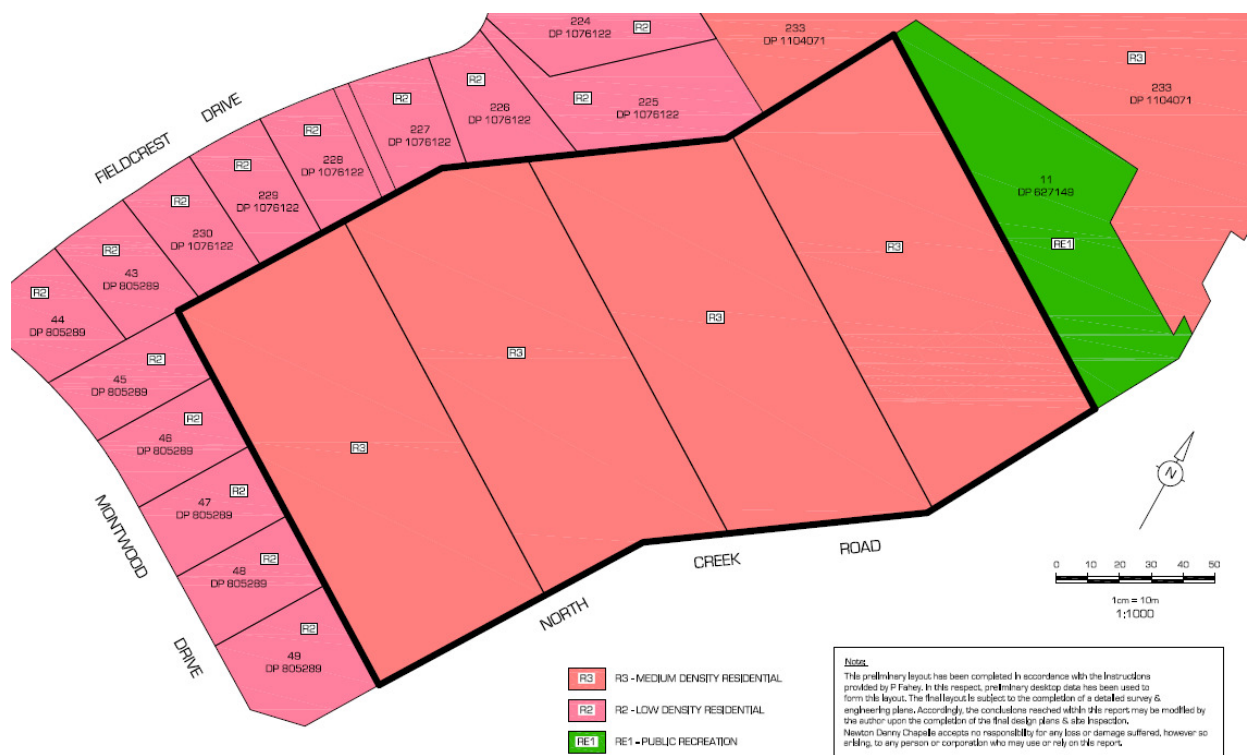 224
R2
DP 1076122
233
DP 1104071
R3
233
DP 1104071
R2
226
DP 1076122
R2
225
DP 1076122
R2
227
DP 1076122
FIELDCREST DRIVE
R2
228
DP 1076122
R2
229
DP 1076122
R2
230
DP 1076122
R2
43
DP 805289
R2
44
DP 805289
R2
45
DP 805289
R2
46
DP 805289
R2
47
DP 805289
R2
48
DP 805289
R2
49
DP 805289
MONTWOOD DRIVE
R3
R3
R3
R3
11
DP 627149
RE1
NORTH CREEK ROAD
N
0 10 20 30 40 50
1cm = 10m
1:1000
R3 R3 - MEDIUM DENSITY RESIDENTIAL
R2 R2 - LOW DENSITY RESIDENTIAL
RE1 RE1 - PUBLIC RECREATION
Note:
This preliminary layout has been completed in accordance with the instructions
provided by P Fahey. In this respect, preliminary desktop data has been used to
form this layout. The final layout is subject to the completion of a detailed survey &
engineering plans. Accordingly, the conclusions reached within this report may be modified by
the author upon the completion of the final design plans & site inspection.
Newton Denny Chapelle accepts no responsibility for any loss or damage suffered, however so
arising, to any person or corporation who may use or rely on this report.